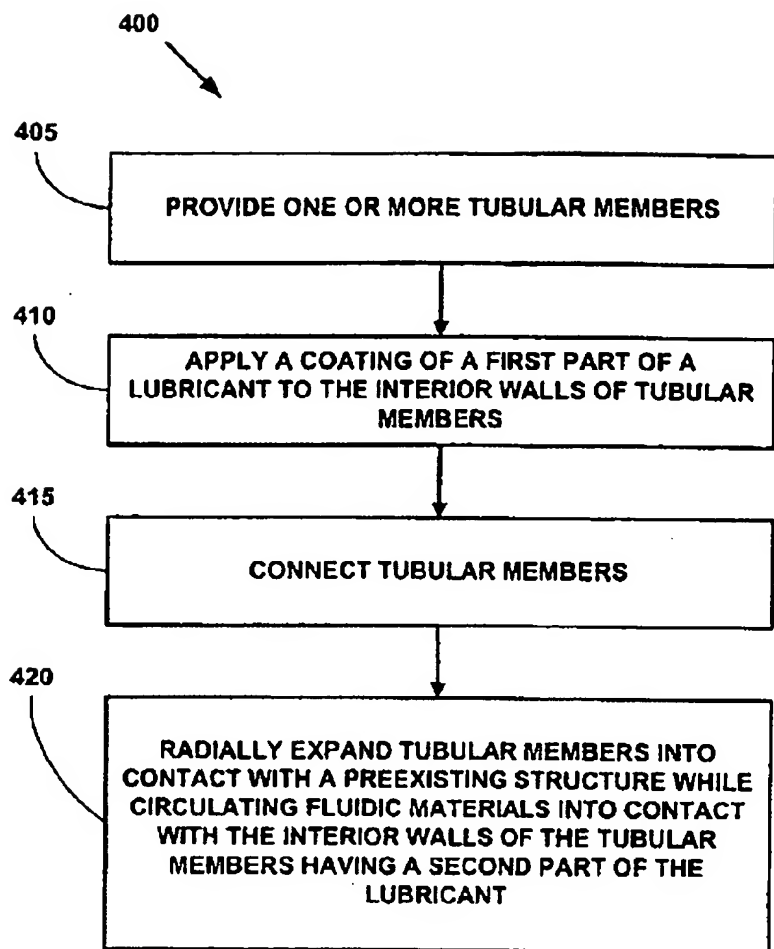 400
405
PROVIDE ONE OR MORE TUBULAR MEMBERS
410
APPLY A COATING OF A FIRST PART OF A
LUBRICANT TO THE INTERIOR WALLS OF TUBULAR
MEMBERS
415
CONNECT TUBULAR MEMBERS
420
RADIALLY EXPAND TUBULAR MEMBERS INTO
CONTACT WITH A PREEXISTING STRUCTURE WHILE
CIRCULATING FLUIDIC MATERIALS INTO CONTACT
WITH THE INTERIOR WALLS OF THE TUBULAR
MEMBERS HAVING A SECOND PART OF THE
LUBRICANT